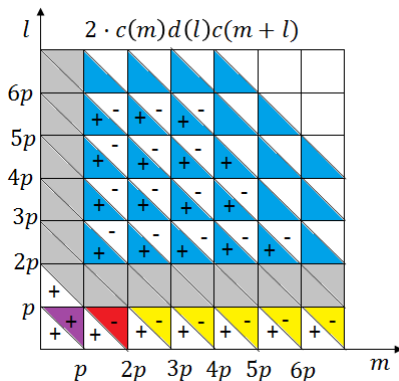 l 2 · c(m)d(l)c(m + l)
6p
- - -
+ + +
5p
- - -
+ + + +
4p
- - - -
+ + + +
3p
- - - - -
+ + + + +
2p
+
p
+ - - - - - -
+ + + + + + +
m
p 2p 3p 4p 5p 6p